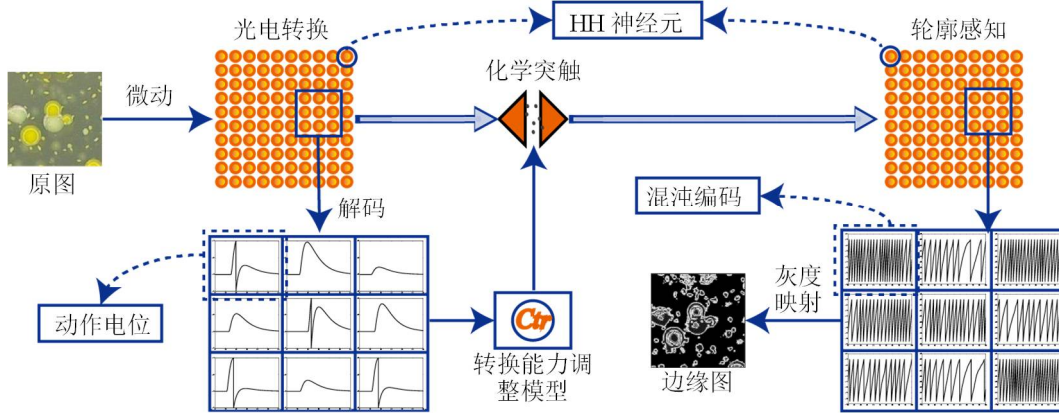 光电转换
HH 神经元
轮廓感知
化学突触
微动
原图
解码
混沌编码
动作电位
Ctr
转换能力调
整模型
灰度
映射
边缘图